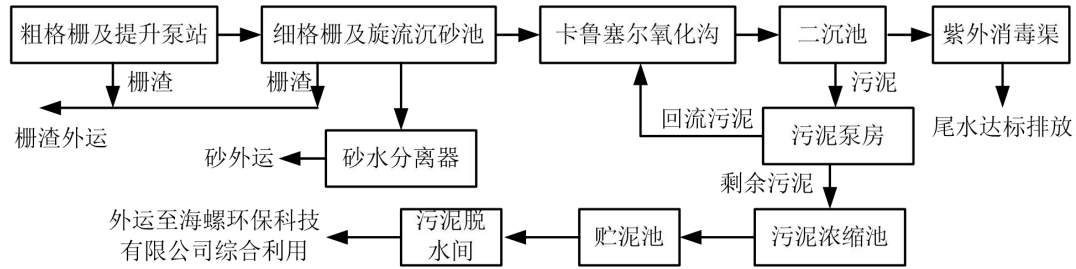 粗格栅及提升泵站
细格栅及旋流沉砂池
卡鲁塞尔氧化沟
二沉池
紫外消毒渠
栅渣
栅渣
污泥
栅渣外运
回流污泥
污泥泵房
尾水达标排放
砂外运
砂水分离器
剩余污泥
外运至海螺环保科技
有限公司综合利用
污泥脱
水间
贮泥池
污泥浓缩池